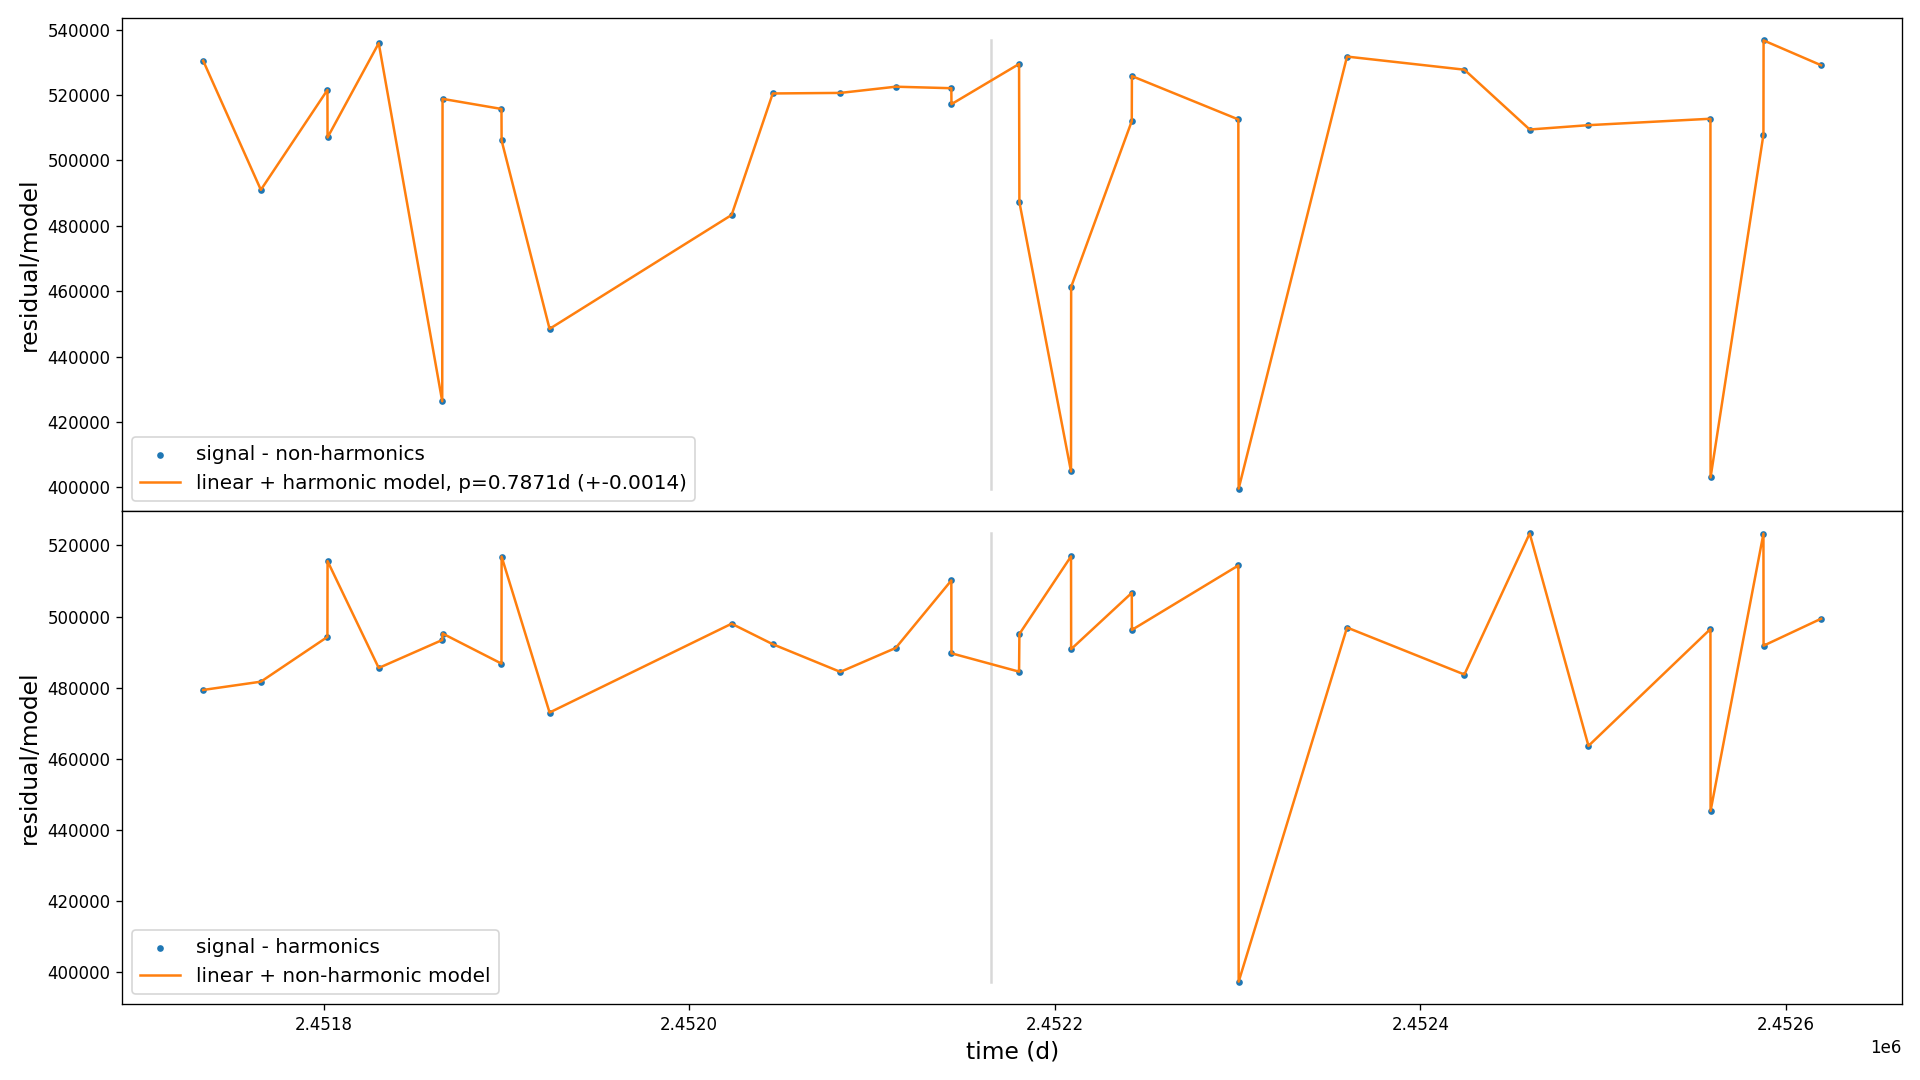 540000
520000
500000
480000
460000
440000
420000
400000
residual/model
signal - non-harmonics
linear + harmonic model, p=0.7871d (+-0.0014)
520000
500000
480000
460000
440000
420000
400000
residual/model
signal - harmonics
linear + non-harmonic model
2.4518 2.4520 2.4522 2.4524 2.4526
time (d)
1e6